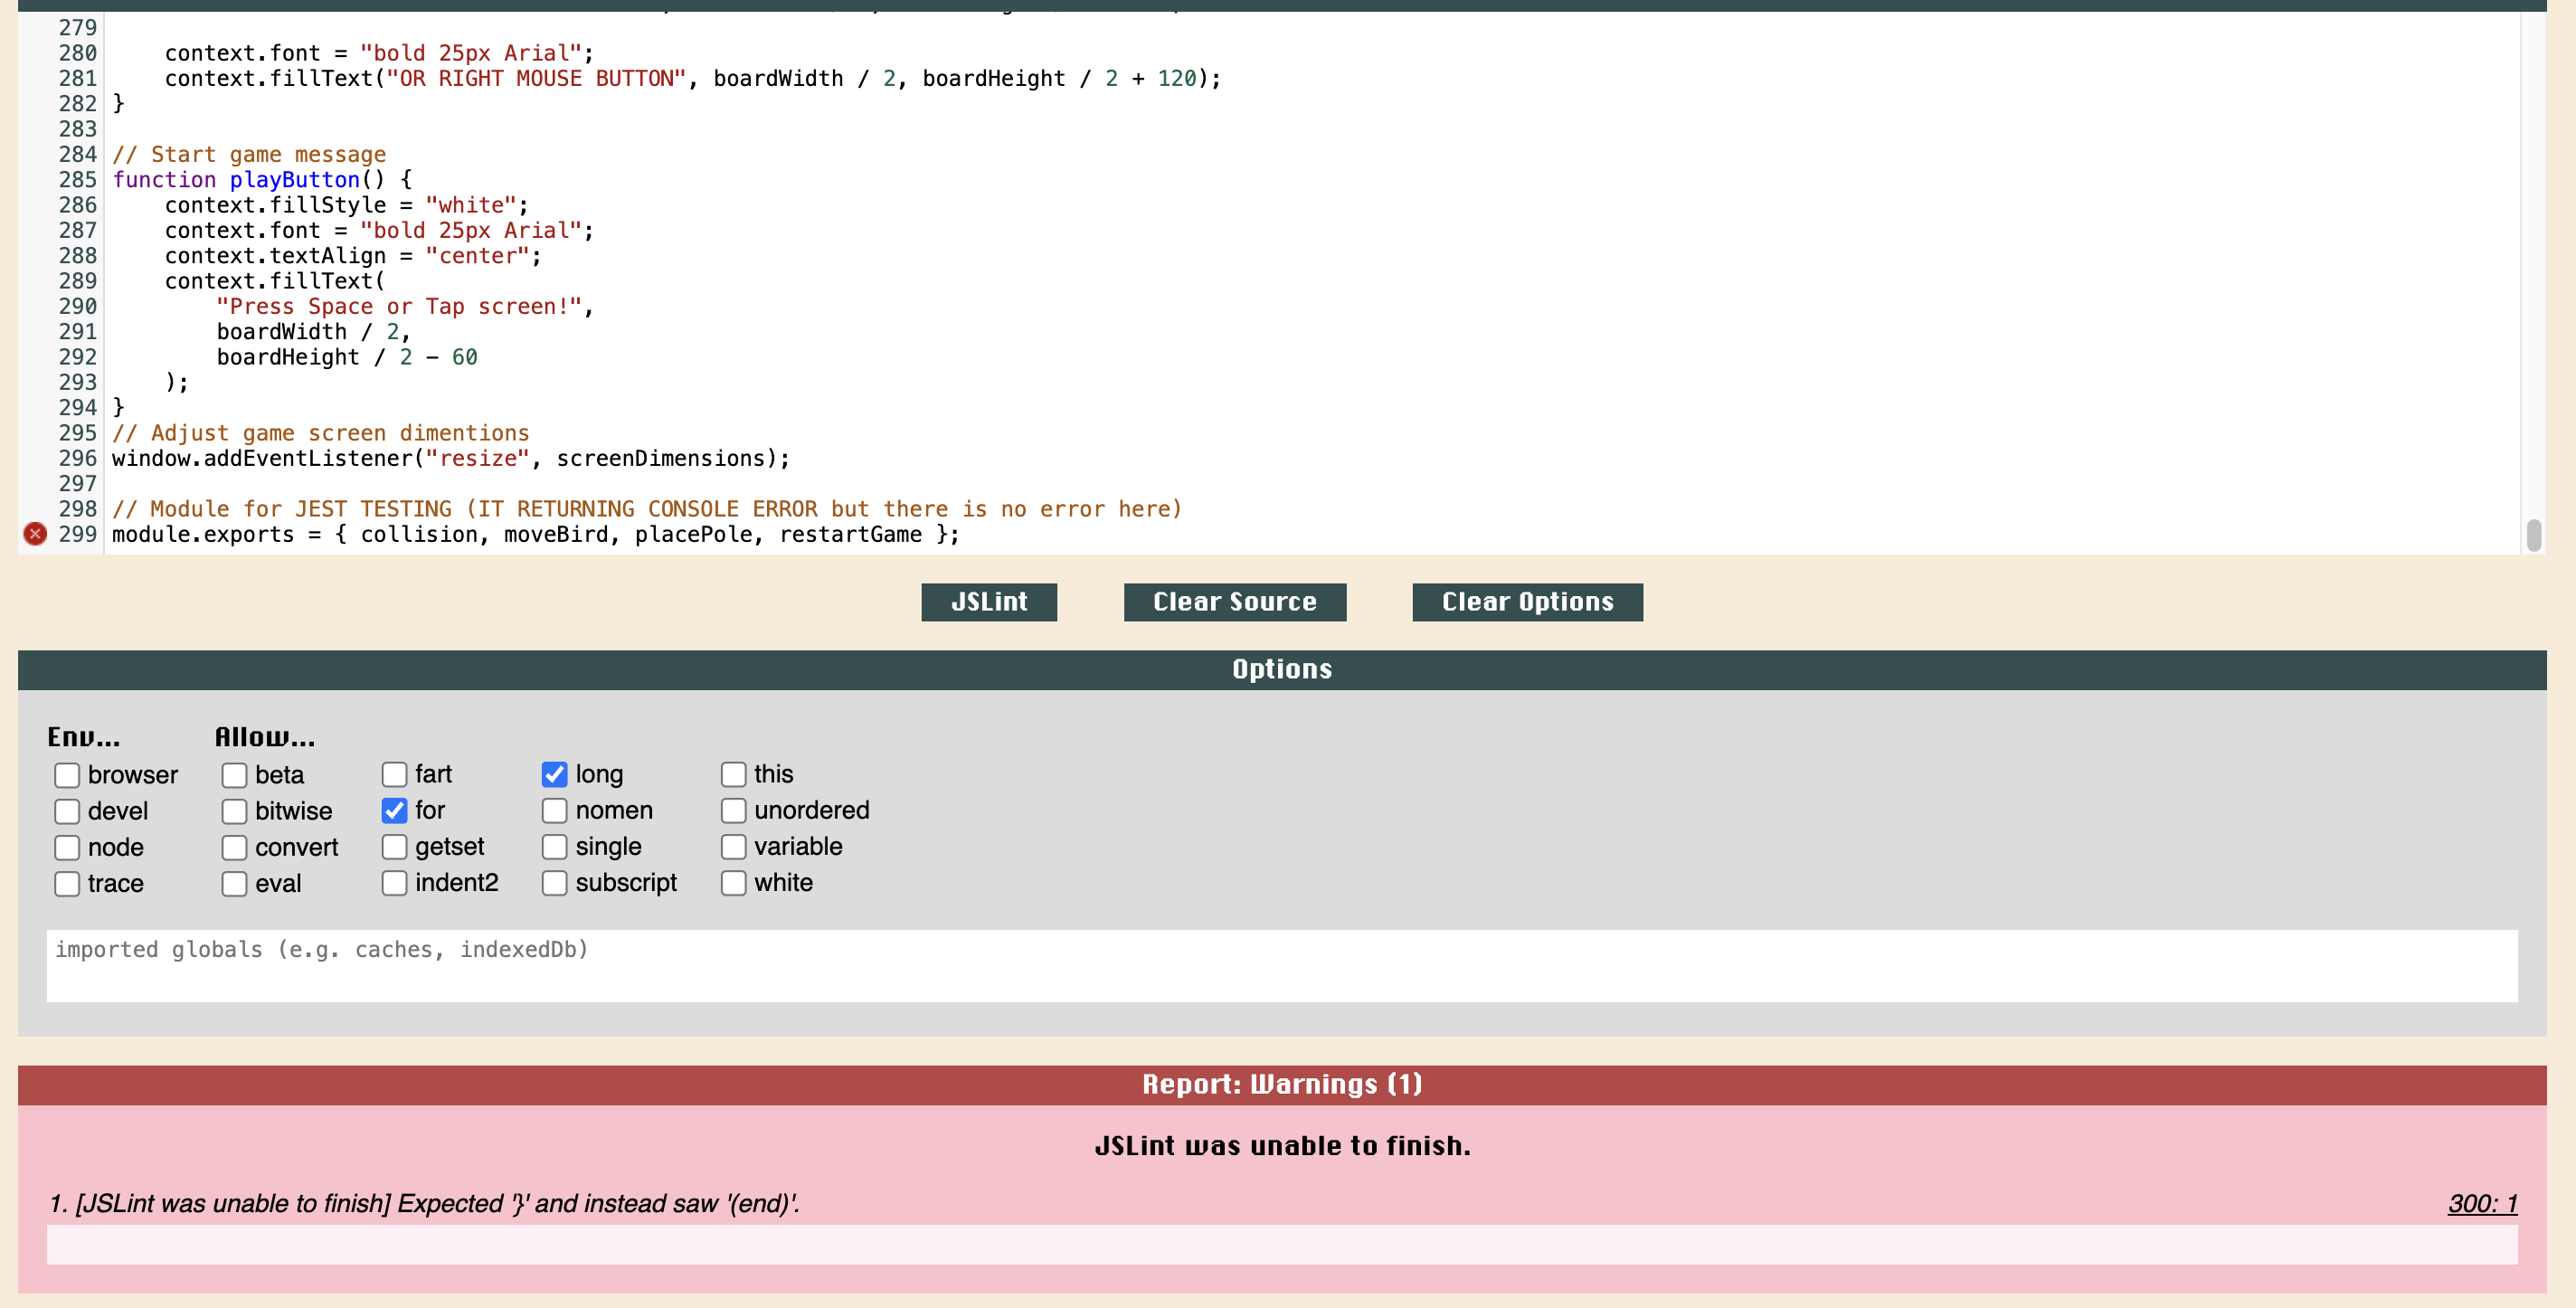 279
280 context.font = "bold 25px Arial";
281 context.fillText("OR RIGHT MOUSE BUTTON", boardWidth / 2, boardHeight / 2 + 120);
282 }
283
284 // Start game message
285 function playButton() {
286 context.fillStyle = "white";
287 context.font = "bold 25px Arial";
288 context.textAlign = "center";
289 context.fillText(
290 "Press Space or Tap screen!",
291 boardWidth / 2,
292 boardHeight / 2 - 60
293 );
294 }
295 // Adjust game screen dimentions
296 window.addEventListener("resize", screenDimensions);
297
298 // Module for JEST TESTING (IT RETURNING CONSOLE ERROR but there is no error here)
299 module.exports = { collision, moveBird, placePole, restartGame };
JSLint Clear Source Clear Options
Options
Env... Allow...
browser beta fart long this
devel bitwise for nomen unordered
node convert getset single variable
trace eval indent2 subscript white
imported globals (e.g. caches, indexedDb)
Report: Warnings (1)
JSLint was unable to finish.
1. [JSLint was unable to finish] Expected '}' and instead saw '(end)'. 300: 1